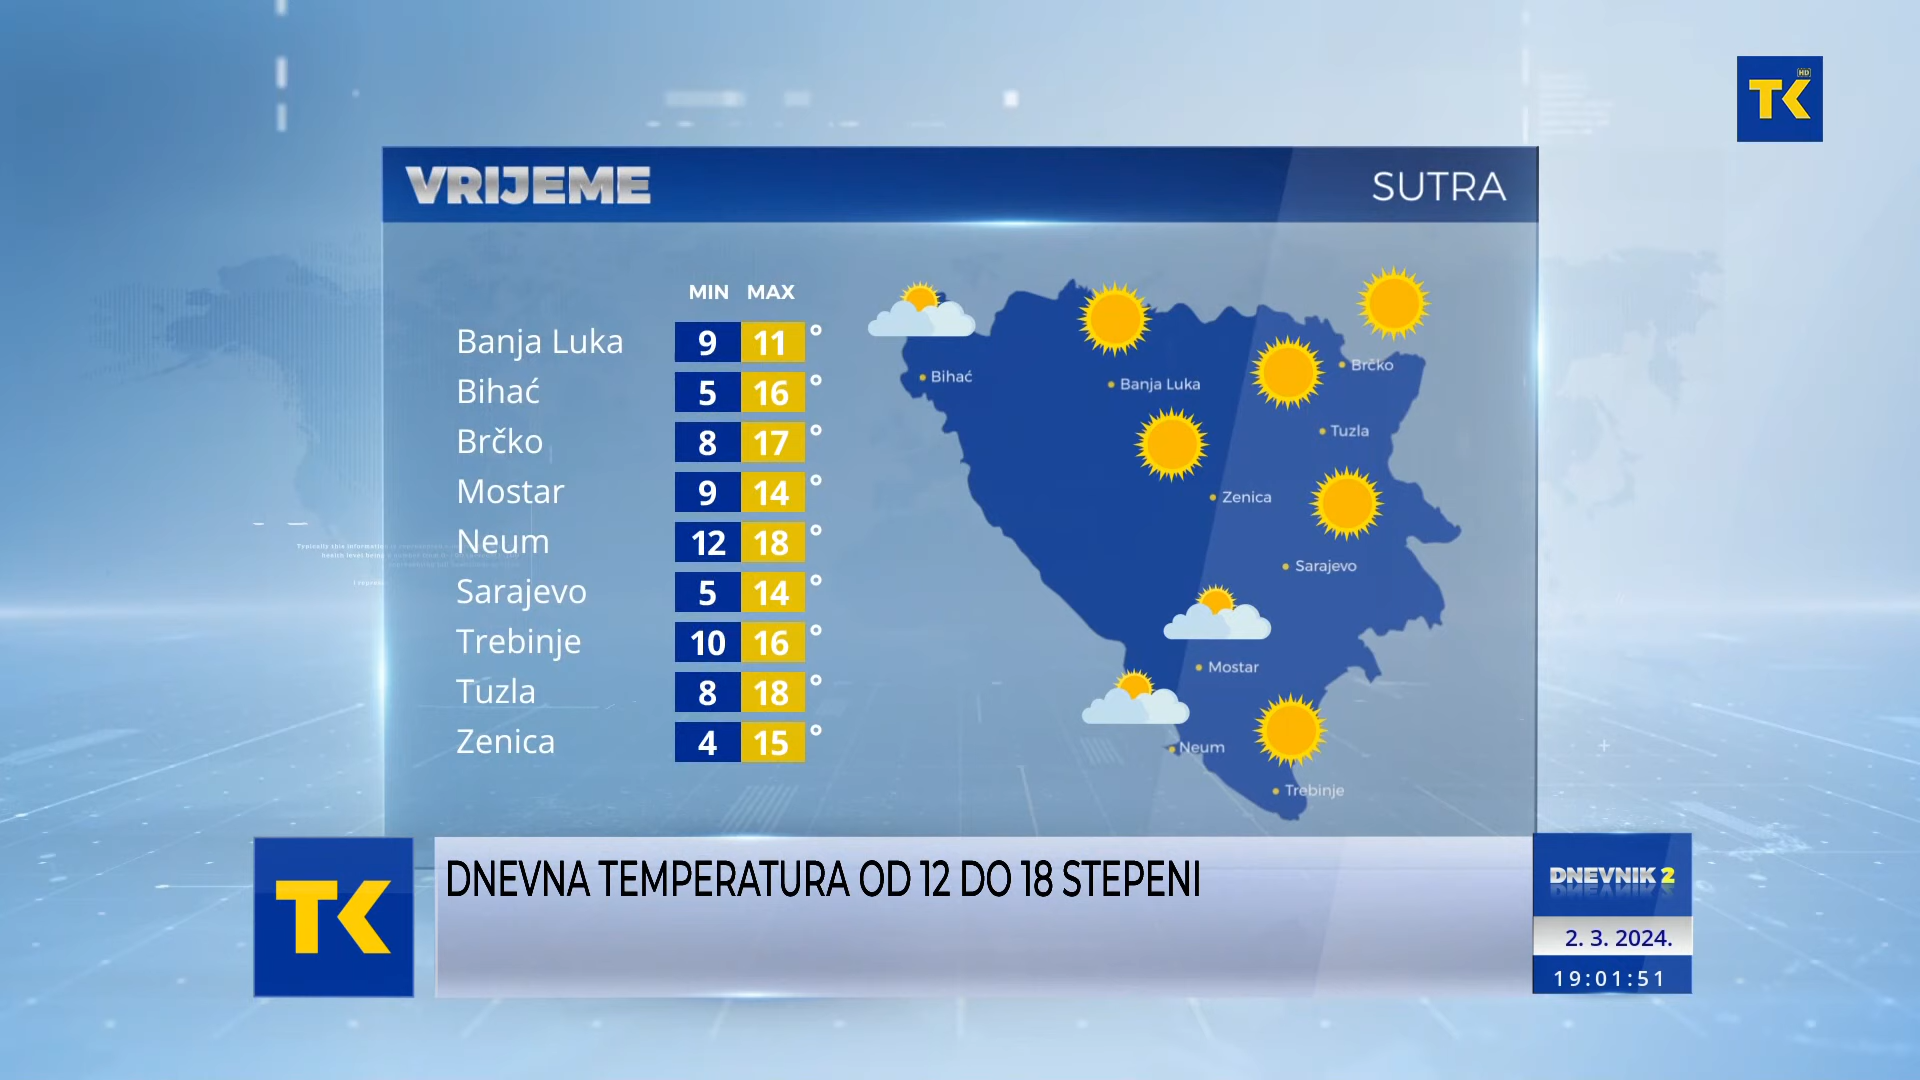 TK HD
VRIJEME
SUTRA
MIN MAX
Banja Luka 9 11 °
Bihać 5 16 °
Brčko 8 17 °
Mostar 9 14 °
Neum 12 18 °
Sarajevo 5 14 °
Trebinje 10 16 °
Tuzla 8 18 °
Zenica 4 15 °
Bihać
Banja Luka
Brčko
Tuzla
Zenica
Sarajevo
Mostar
Neum
Trebinje
TK
DNEVNA TEMPERATURA OD 12 DO 18 STEPENI
DNEVNIK 2
2. 3. 2024.
19:01:51